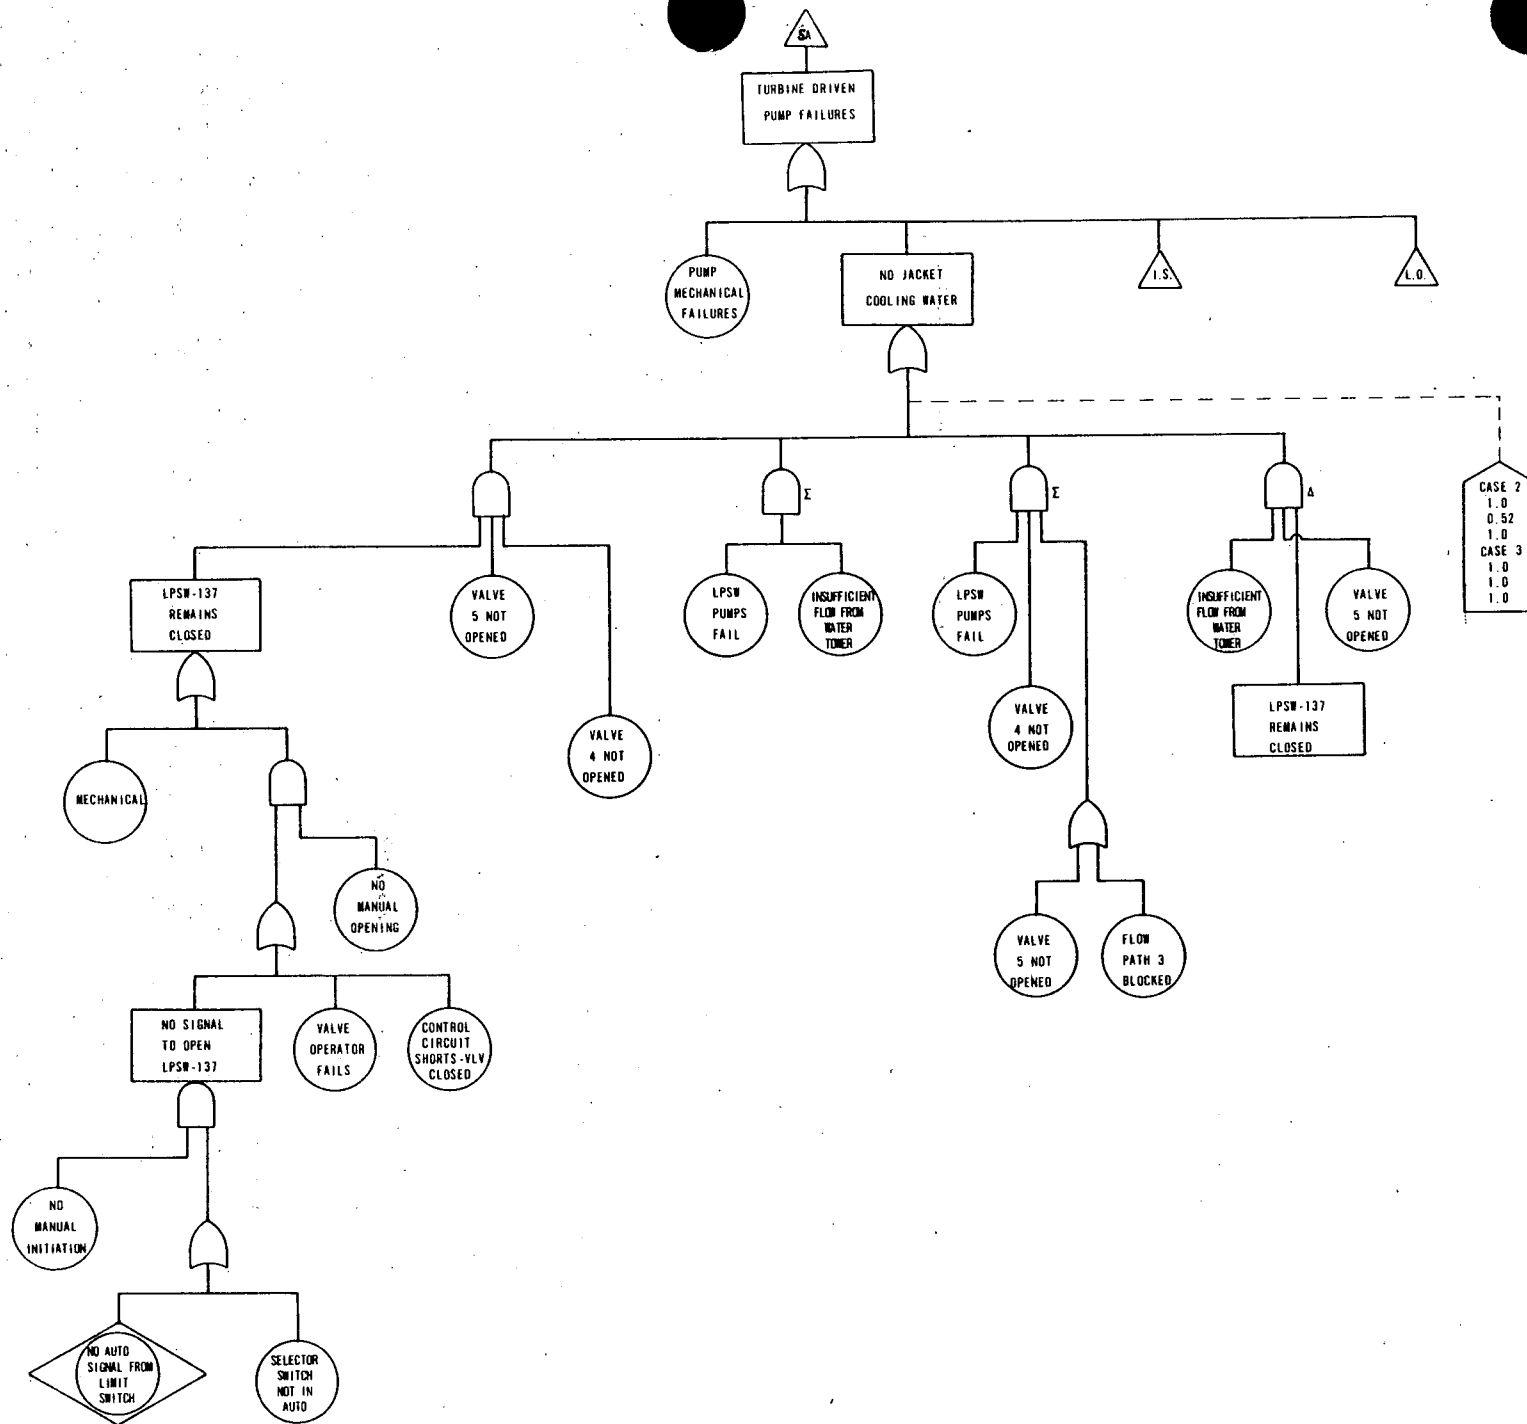 SA
TURBINE DRIVEN
PUMP FAILURES
PUMP
MECHANICAL
FAILURES
NO JACKET
COOLING WATER
I.S.
L.O.
CASE 2
1.0
0.52
1.0
CASE 3
1.0
1.0
1.0
Σ
Σ
Δ
LPSW-137
REMAINS
CLOSED
VALVE
5 NOT
OPENED
LPSW
PUMPS
FAIL
INSUFFICIENT
FLOW FROM
WATER
TOWER
LPSW
PUMPS
FAIL
INSUFFICIENT
FLOW FROM
WATER
TOWER
VALVE
5 NOT
OPENED
VALVE
4 NOT
OPENED
VALVE
4 NOT
OPENED
LPSW-137
REMAINS
CLOSED
MECHANICAL
NO
MANUAL
OPENING
VALVE
5 NOT
OPENED
FLOW
PATH 3
BLOCKED
NO SIGNAL
TO OPEN
LPSW-137
VALVE
OPERATOR
FAILS
CONTROL
CIRCUIT
SHORTS-VLV
CLOSED
NO
MANUAL
INITIATION
NO AUTO
SIGNAL FROM
LIMIT
SWITCH
SELECTOR
SWITCH
NOT IN
AUTO